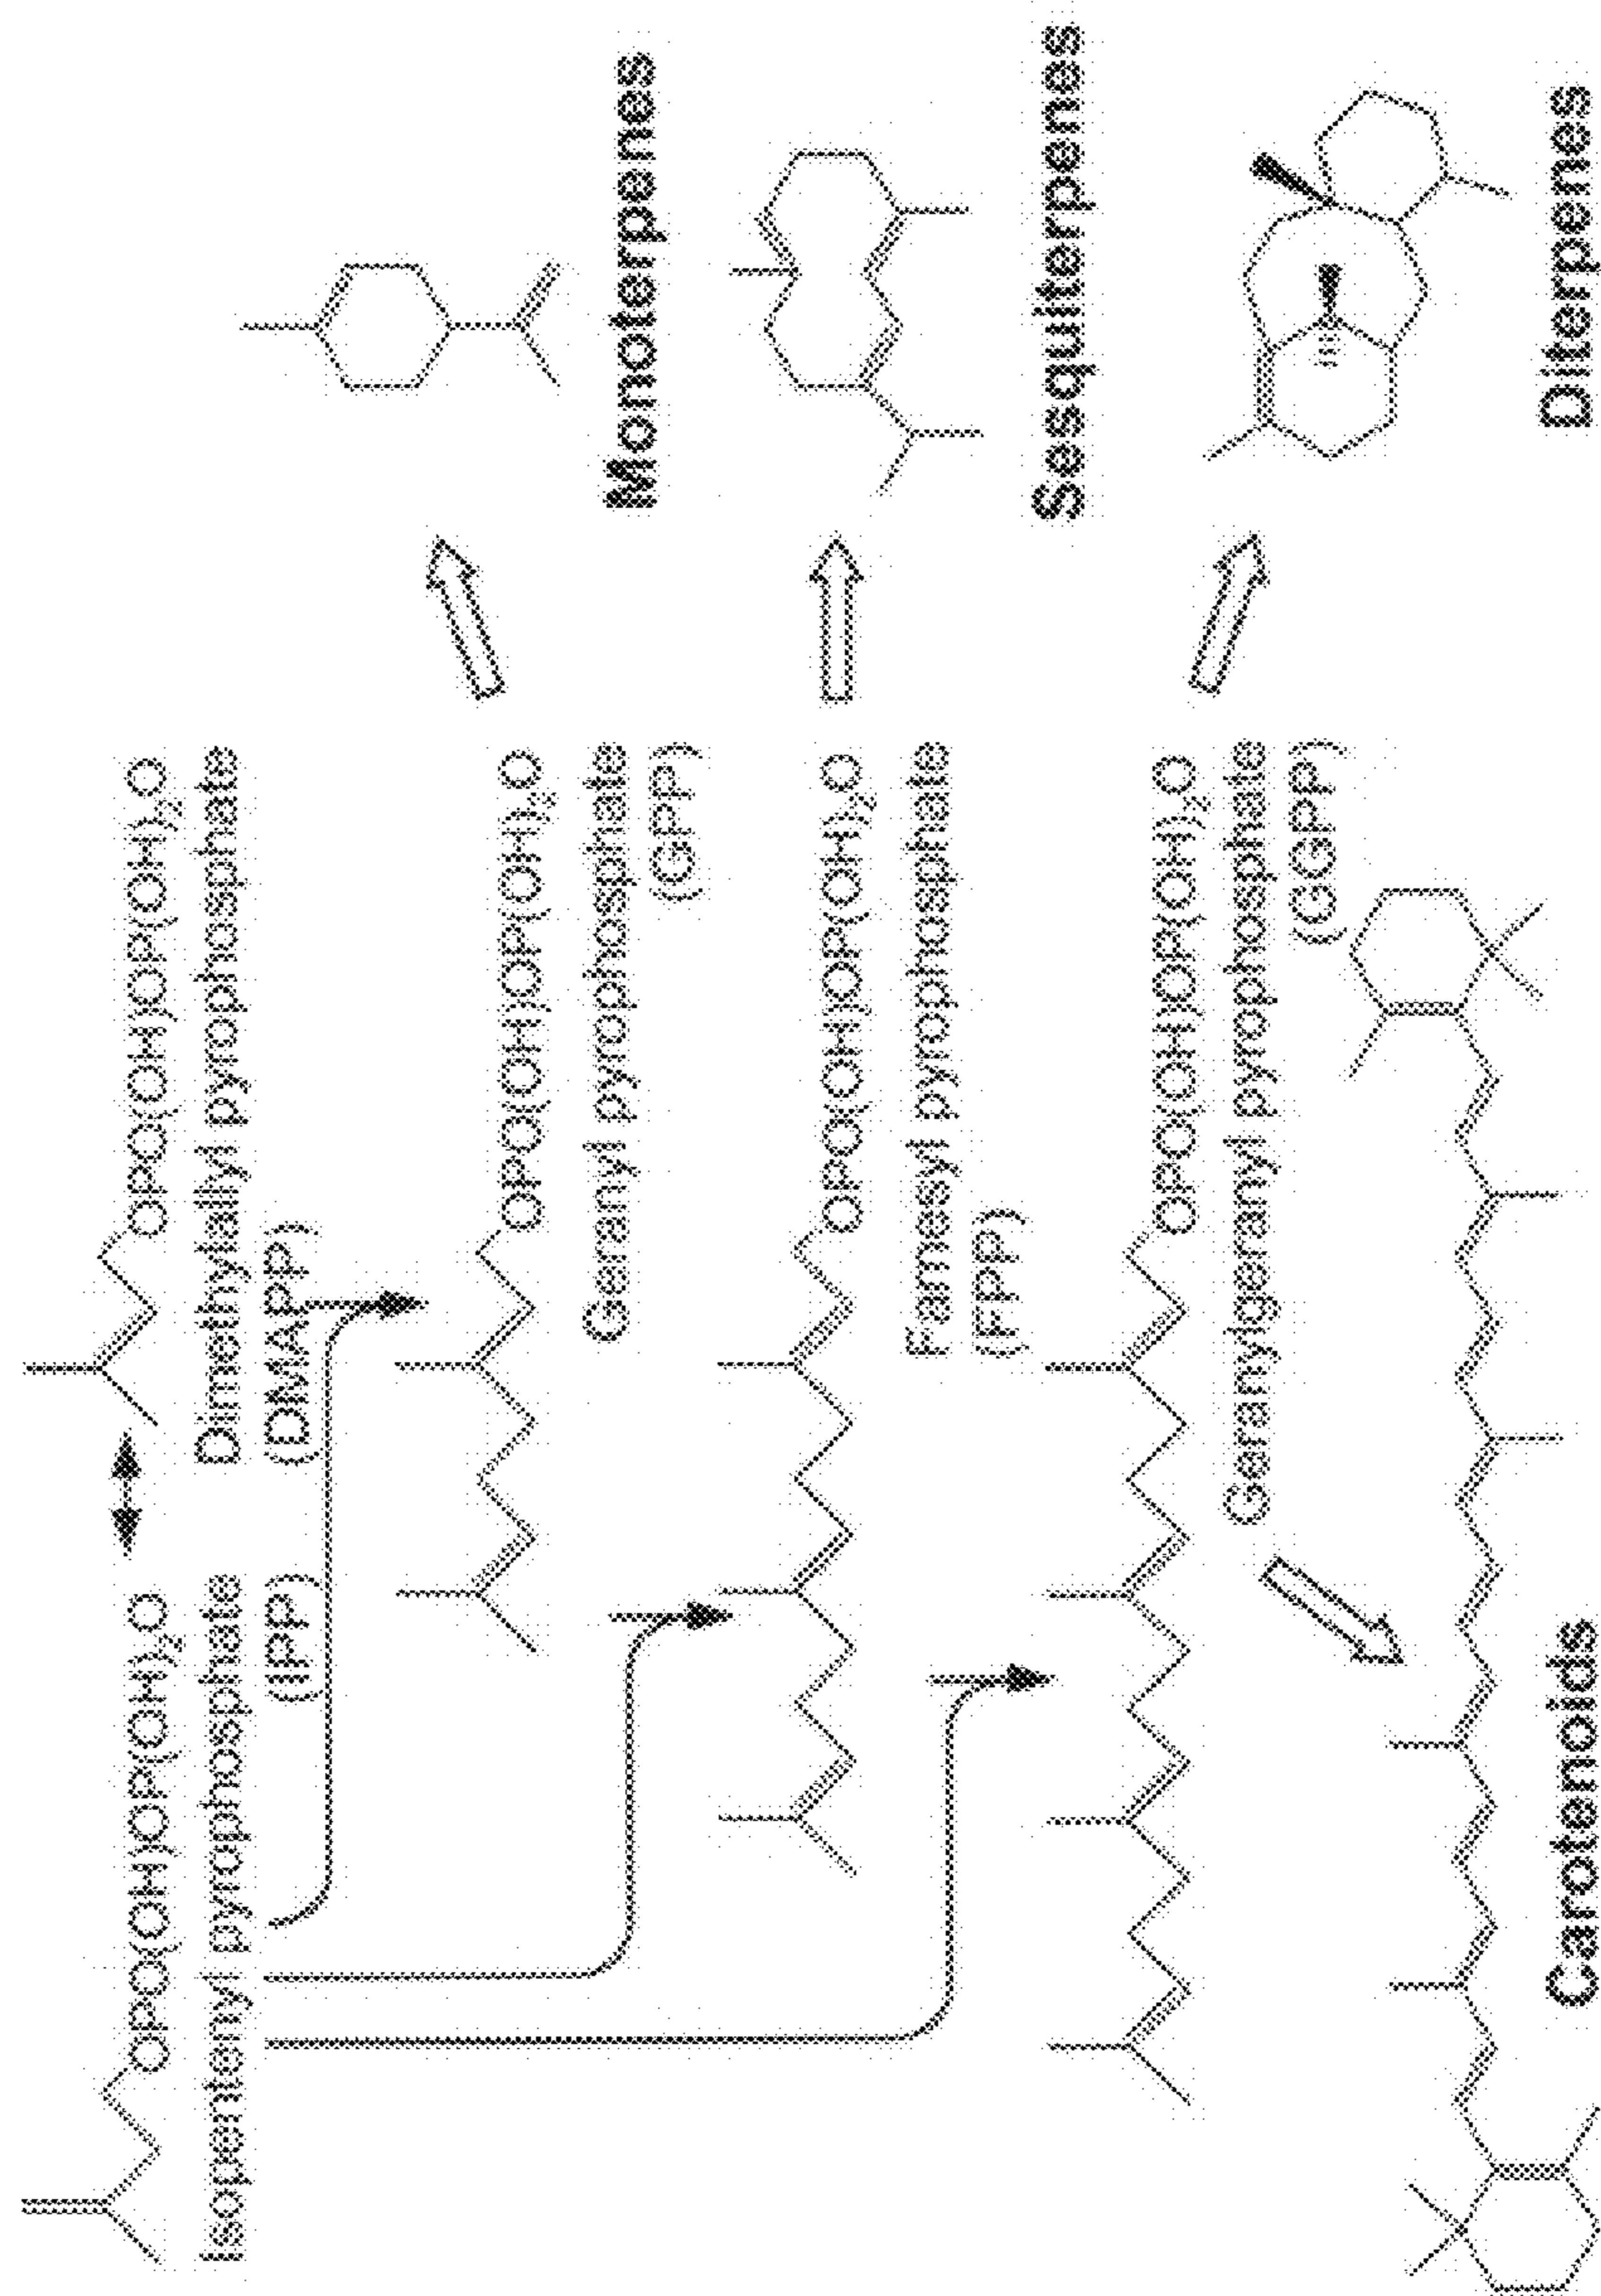 OPO(OH)OP(OH)₂O
Isopentenyl pyrophosphate
(IPP)
OPO(OH)OP(OH)₂O
Dimethylallyl pyrophosphate
(DMAPP)
OPO(OH)OP(OH)₂O
Geranyl pyrophosphate
(GPP)
Monoterpenes
OPO(OH)OP(OH)₂O
Farnesyl pyrophosphate
(FPP)
Sesquiterpenes
OPO(OH)OP(OH)₂O
Geranylgeranyl pyrophosphate
(GGPP)
Diterpenes
Carotenoids